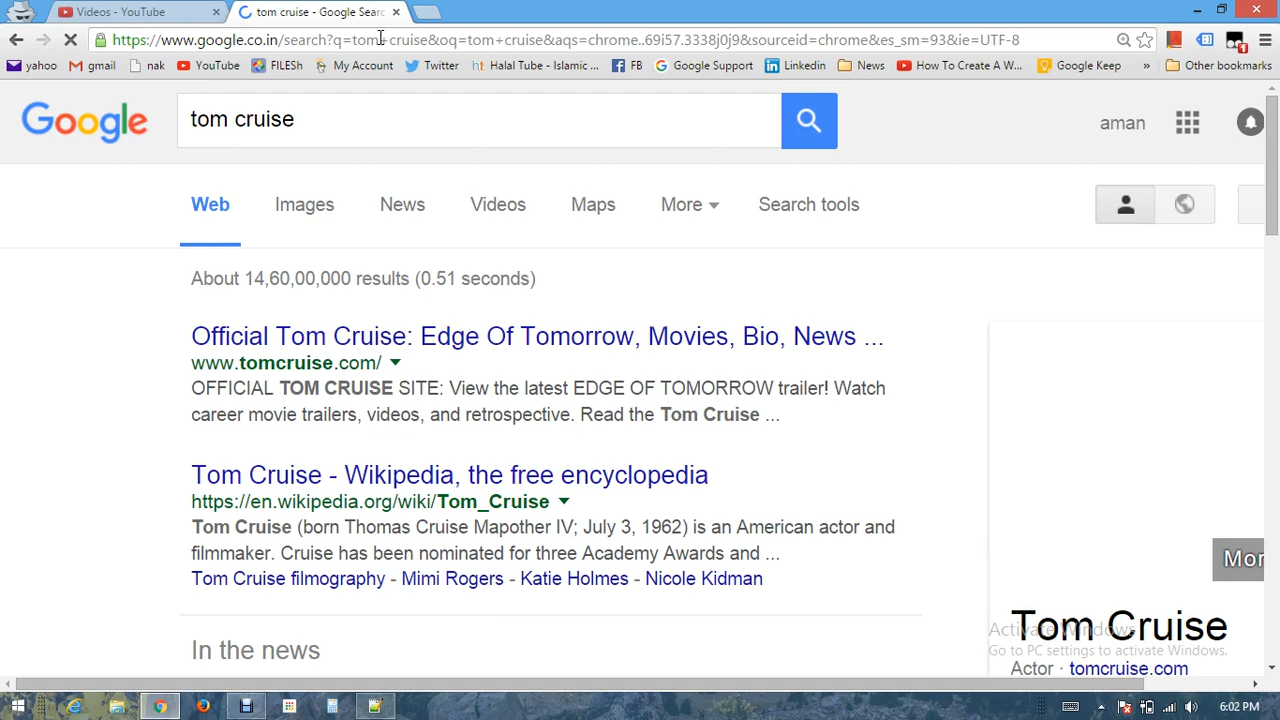 Videos - YouTube
tom cruise - Google Searc
https://www.google.co.in/search?q=tom+cruise&oq=tom+cruise&aqs=chrome..69i57.3338j0j9&sourceid=chrome&es_sm=93&ie=UTF-8
yahoo gmail nak YouTube FILESh My Account Twitter Halal Tube - Islamic ... FB Google Support Linkedin News How To Create A W... Google Keep » Other bookmarks
Google
tom cruise
aman
Web Images News Videos Maps More Search tools
About 14,60,00,000 results (0.51 seconds)
Official Tom Cruise: Edge Of Tomorrow, Movies, Bio, News ...
www.tomcruise.com/
OFFICIAL TOM CRUISE SITE: View the latest EDGE OF TOMORROW trailer! Watch
career movie trailers, videos, and retrospective. Read the Tom Cruise ...
Tom Cruise - Wikipedia, the free encyclopedia
https://en.wikipedia.org/wiki/Tom_Cruise
Tom Cruise (born Thomas Cruise Mapother IV; July 3, 1962) is an American actor and
filmmaker. Cruise has been nominated for three Academy Awards and ...
Tom Cruise filmography - Mimi Rogers - Katie Holmes - Nicole Kidman
In the news
Mor
Tom Cruise
Activate Windows
Go to PC settings to activate Windows.
Actor · tomcruise.com
6:02 PM